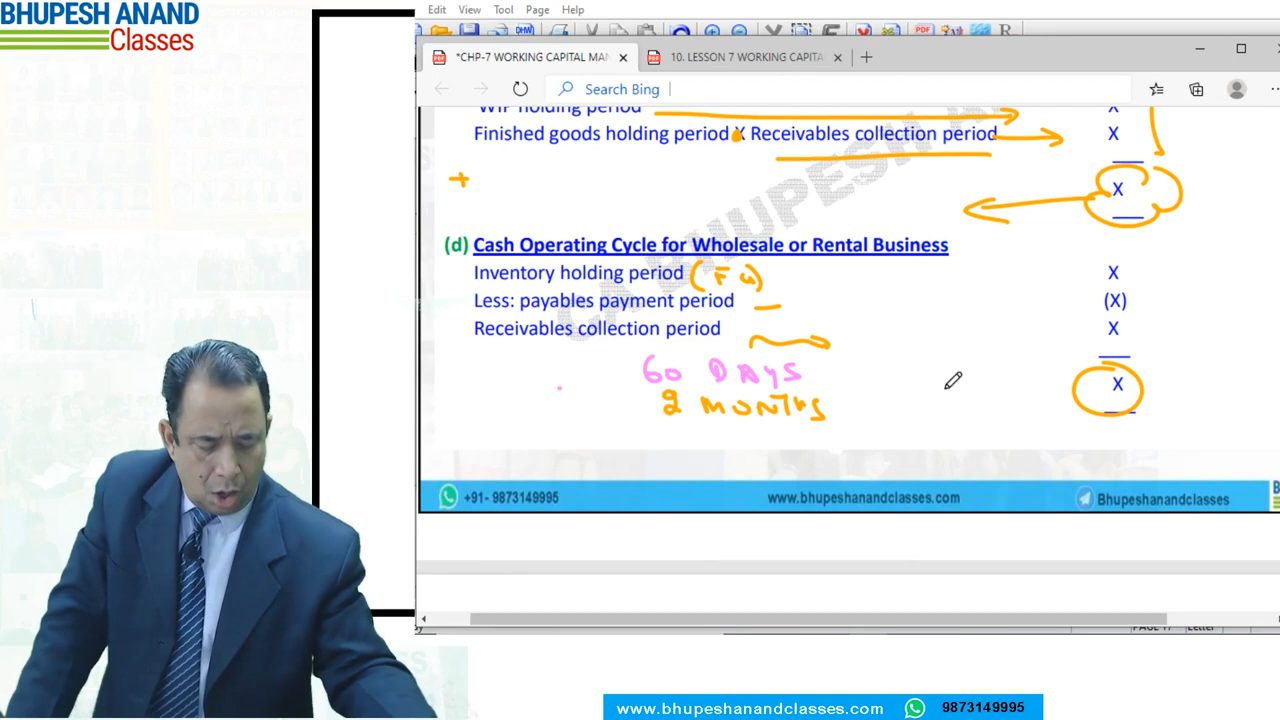 BHUPESH ANAND
Classes
Edit View Tool Page Help
*CHP-7 WORKING CAPITAL MAN
10. LESSON 7 WORKING CAPITA
Search Bing
WIP holding period X
Finished goods holding period X Receivables collection period X
+
X
(d) Cash Operating Cycle for Wholesale or Rental Business
Inventory holding period (FG) X
Less: payables payment period (X)
Receivables collection period X
60 DAYS
2 MONTHS
X
CA BHUPESH A
+91- 9873149995 www.bhupeshanandclasses.com Bhupeshanandclasses
www.bhupeshanandclasses.com 9873149995